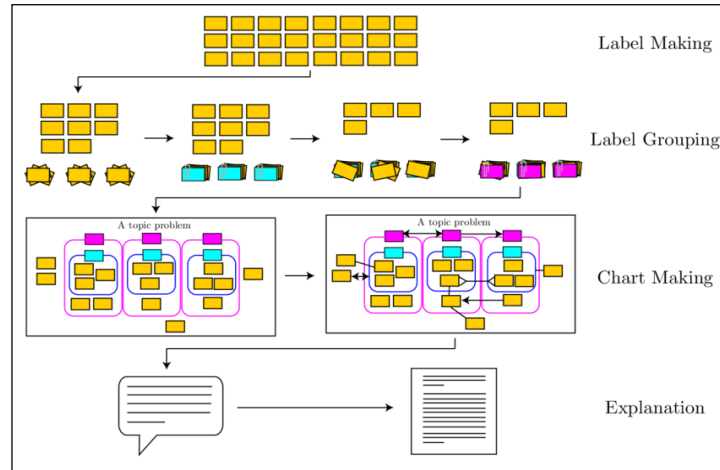 Label Making
Label Grouping
A topic problem
A topic problem
Chart Making
Explanation